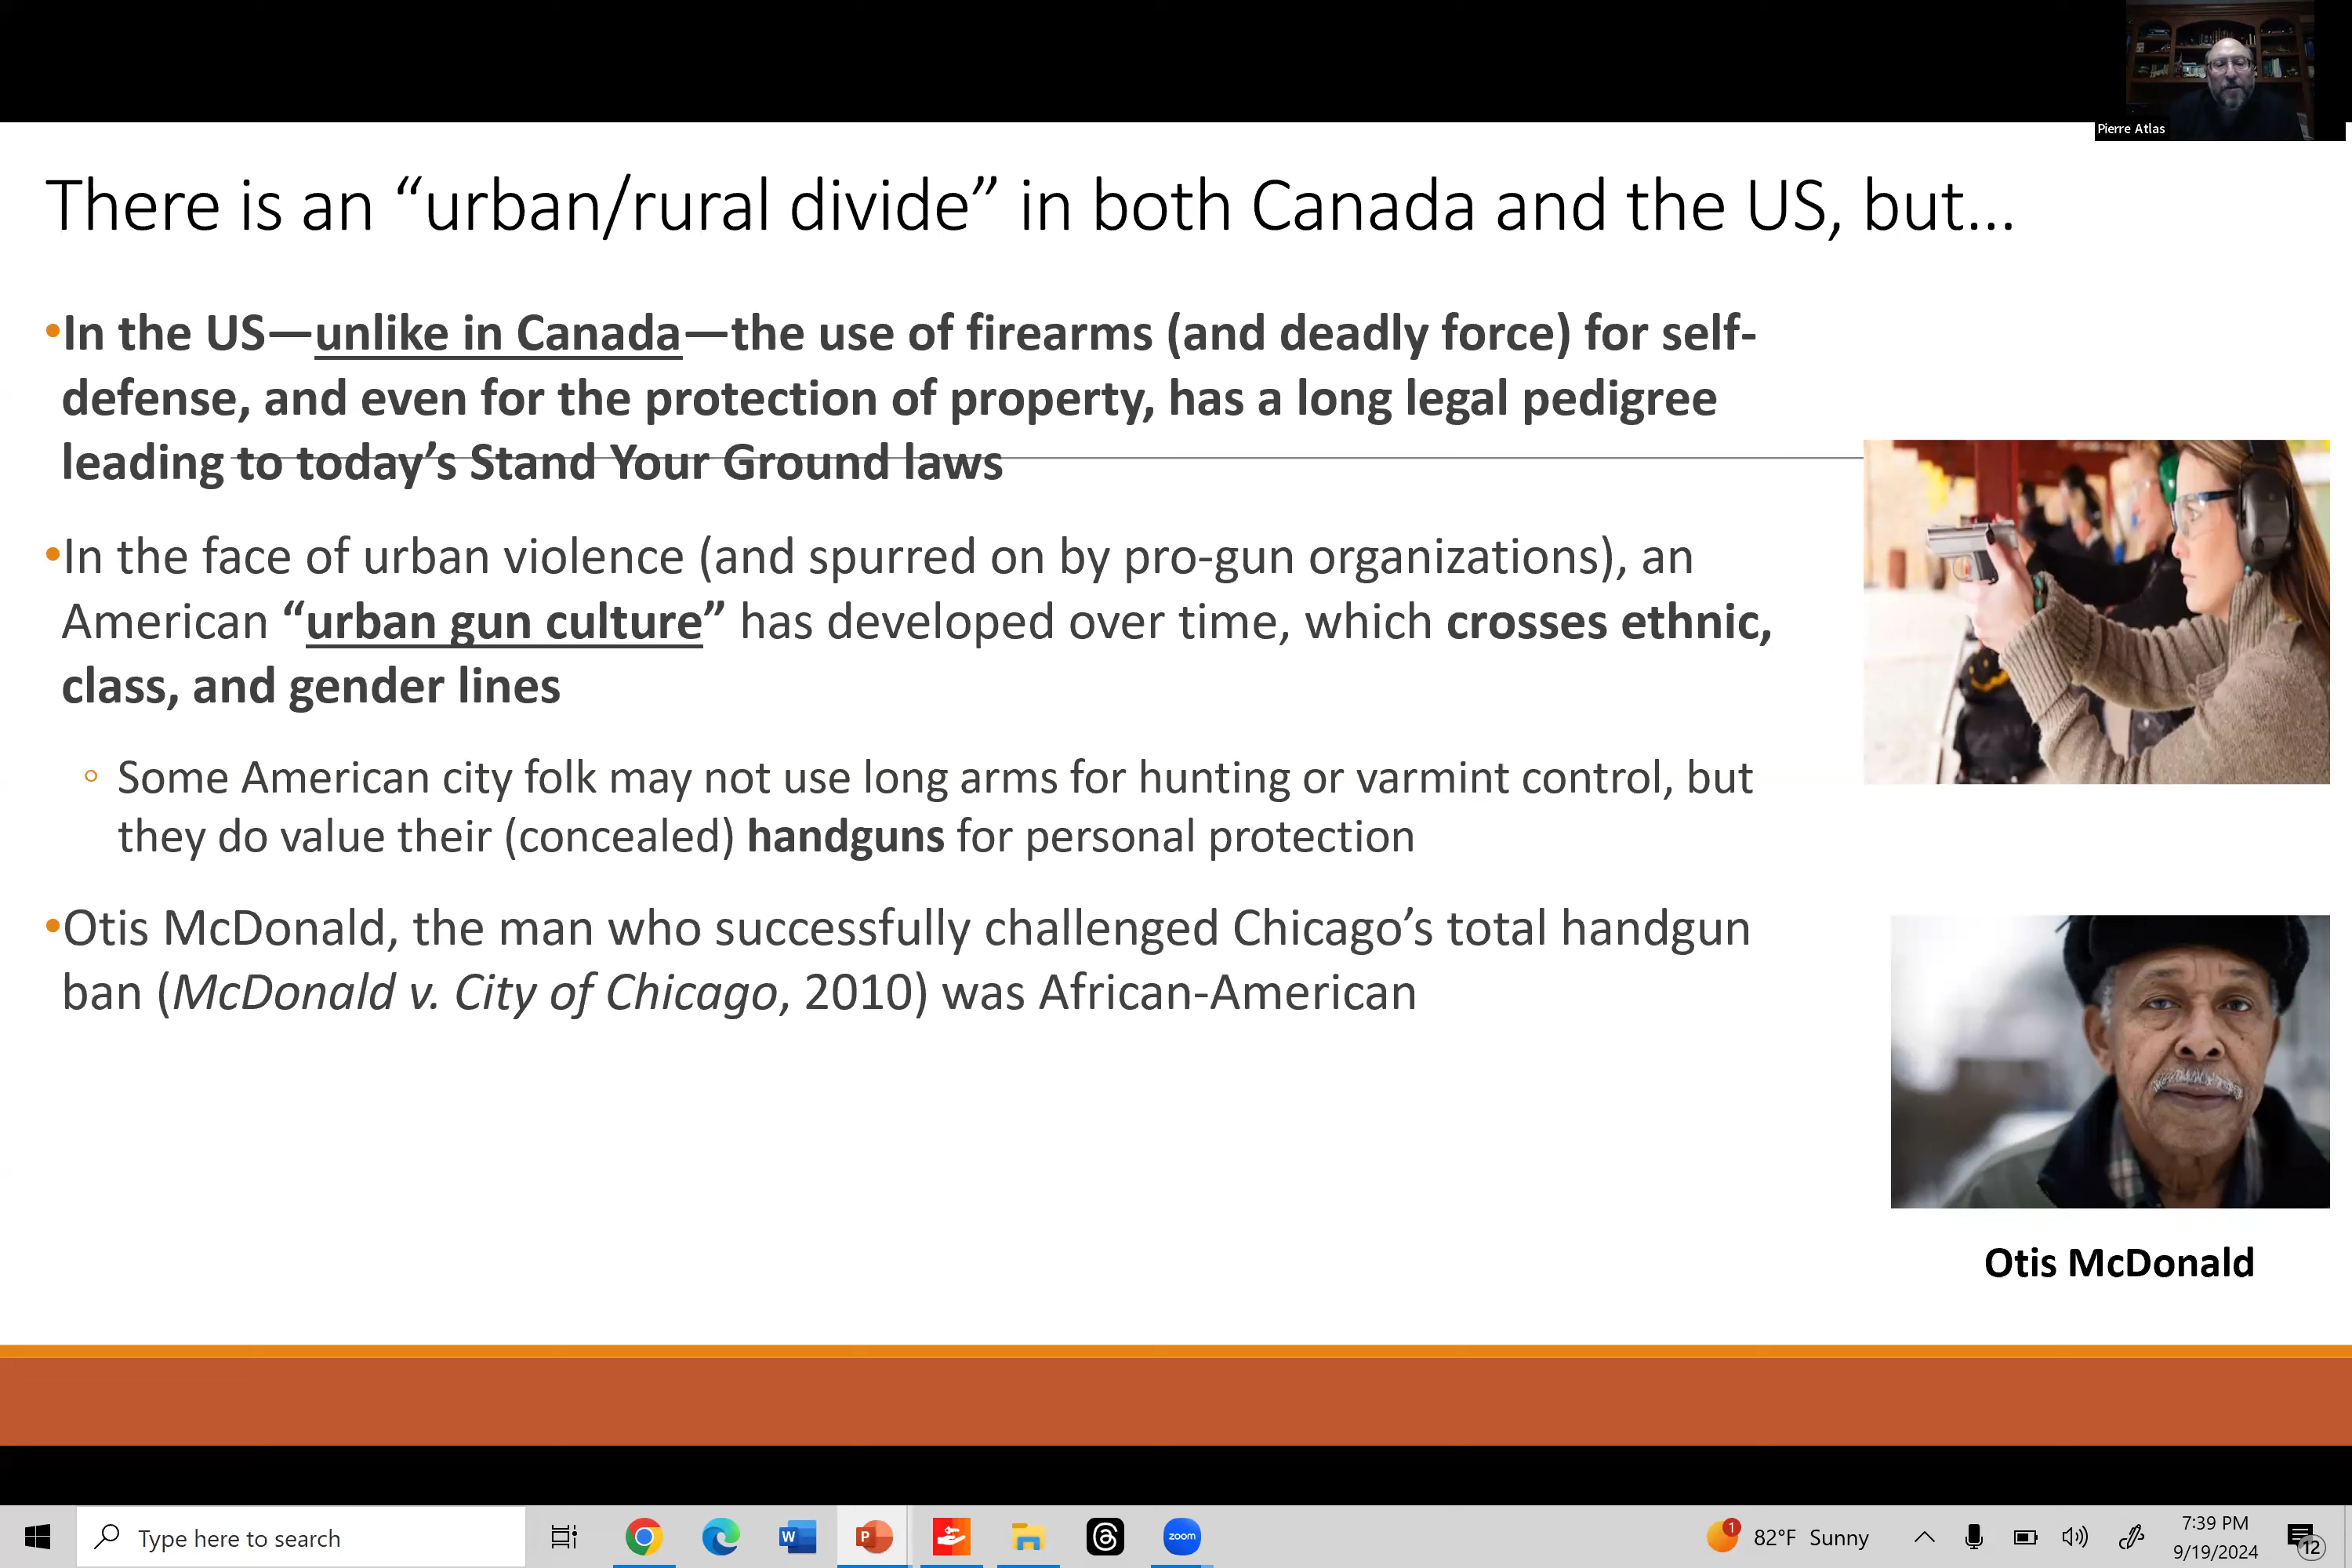 Pierre Atlas
There is an “urban/rural divide” in both Canada and the US, but…
•In the US—unlike in Canada—the use of firearms (and deadly force) for self-
defense, and even for the protection of property, has a long legal pedigree
leading to today’s Stand Your Ground laws
•In the face of urban violence (and spurred on by pro-gun organizations), an
American “urban gun culture” has developed over time, which crosses ethnic,
class, and gender lines
◦ Some American city folk may not use long arms for hunting or varmint control, but
they do value their (concealed) handguns for personal protection
•Otis McDonald, the man who successfully challenged Chicago’s total handgun
ban (McDonald v. City of Chicago, 2010) was African-American
Otis McDonald
Type here to search
W
P
zoom
1
82°F Sunny
7:39 PM
9/19/2024
12